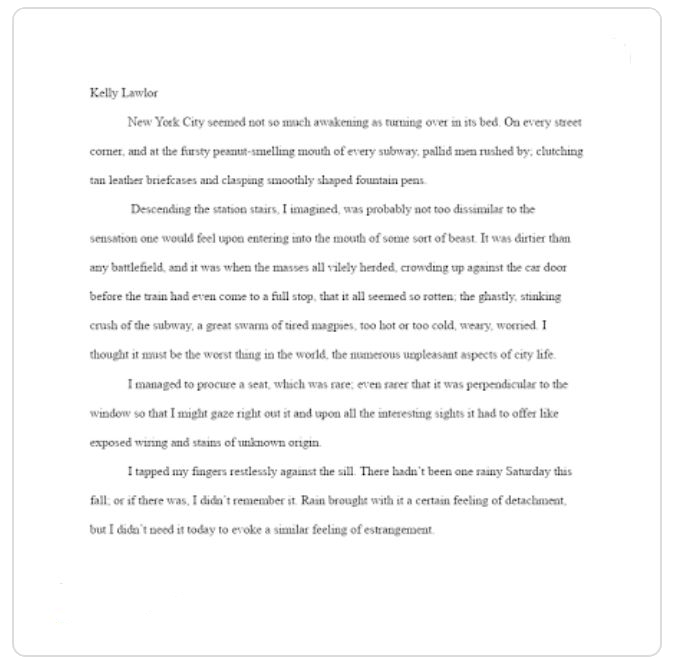 Kelly Lawlor
New York City seemed not so much awakening as turning over in its bed. On every street
corner, and at the fursty peanut-smelling mouth of every subway, pallid men rushed by; clutching
tan leather briefcases and clasping smoothly shaped fountain pens.
Descending the station stairs, I imagined, was probably not too dissimilar to the
sensation one would feel upon entering into the mouth of some sort of beast. It was dirtier than
any battlefield, and it was when the masses all vilely herded, crowding up against the car door
before the train had even come to a full stop, that it all seemed so rotten; the ghastly, stinking
crush of the subway, a great swarm of tired magpies, too hot or too cold, weary, worried. I
thought it must be the worst thing in the world, the numerous unpleasant aspects of city life.
I managed to procure a seat, which was rare; even rarer that it was perpendicular to the
window so that I might gaze right out it and upon all the interesting sights it had to offer like
exposed wiring and stains of unknown origin.
I tapped my fingers restlessly against the sill. There hadn't been one rainy Saturday this
fall; or if there was, I didn't remember it. Rain brought with it a certain feeling of detachment,
but I didn't need it today to evoke a similar feeling of estrangement.